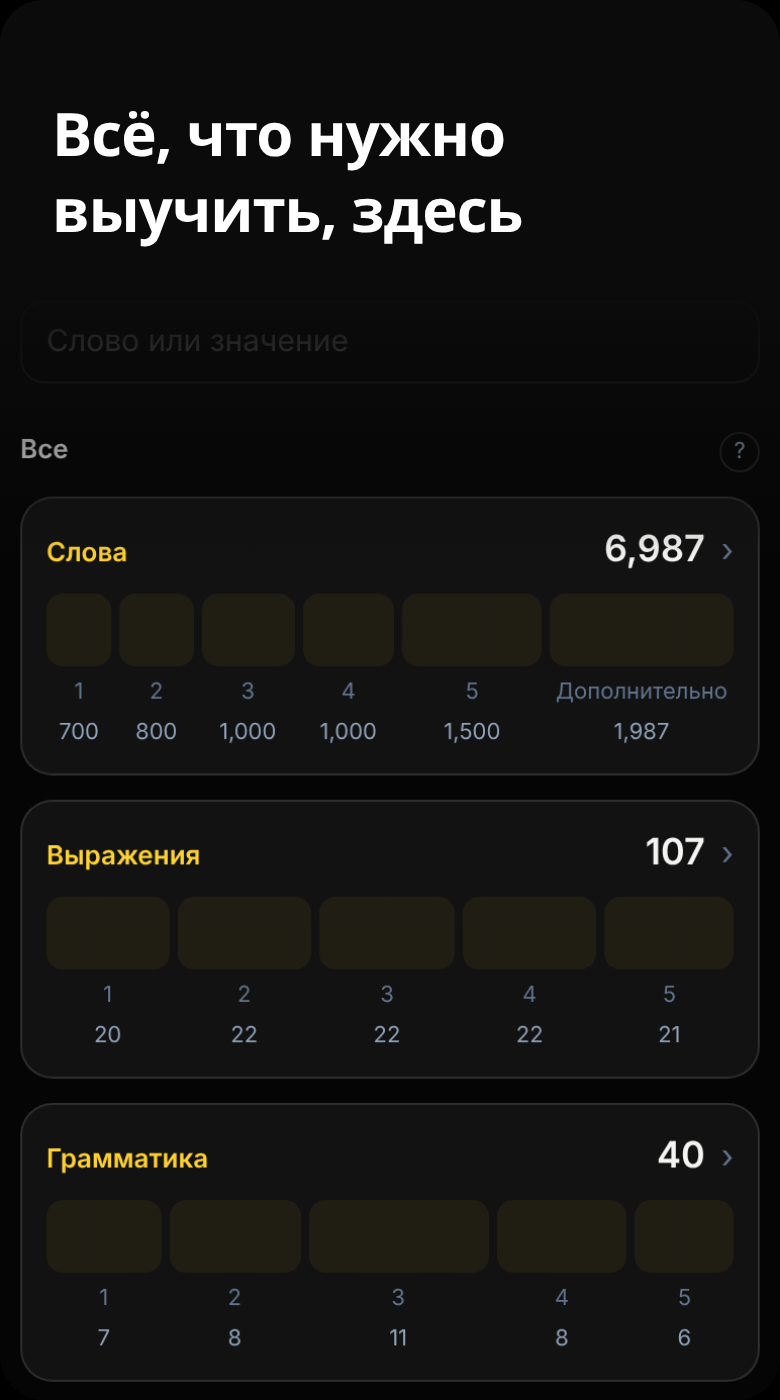 Всё, что нужно
выучить, здесь
Слово или значение
Все ?
Слова 6,987 ›
1 2 3 4 5 Дополнительно
700 800 1,000 1,000 1,500 1,987
Выражения 107 ›
1 2 3 4 5
20 22 22 22 21
Грамматика 40 ›
1 2 3 4 5
7 8 11 8 6